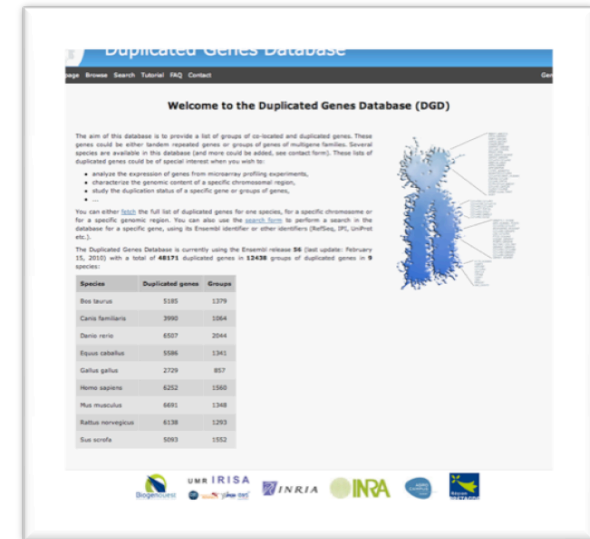 Duplicated Genes Database
page Browse Search Tutorial FAQ Contact
Gen
Welcome to the Duplicated Genes Database (DGD)
The aim of this database is to provide a list of groups of co-located and duplicated genes. These
genes could be either tandem repeated genes or groups of genes of multigene families. Several
species are available in this database (and more could be added, see contact form). These lists of
duplicated genes could be of special interest when you wish to:
• analyze the expression of genes from microarray profiling experiments,
• characterize the genomic content of a specific chromosomal region,
• study the duplication status of a specific gene or groups of genes,
• ...
You can either fetch the full list of duplicated genes for one species, for a specific chromosome or
for a specific genomic region. You can also use the search form to perform a search in the
database for a specific gene, using its Ensembl identifier or other identifiers (RefSeq, IPI, UniProt
etc.).
The Duplicated Genes Database is currently using the Ensembl release 56 (last update: February
15, 2010) with a total of 48171 duplicated genes in 12438 groups of duplicated genes in 9
species:
Species Duplicated genes Groups
Bos taurus 5185 1379
Canis familiaris 3990 1064
Danio rerio 6507 2044
Equus caballus 5586 1341
Gallus gallus 2729 857
Homo sapiens 6252 1560
Mus musculus 6691 1348
Rattus norvegicus 6138 1293
Sus scrofa 5093 1552
Biogenouest
UMR IRISA
INRIA
INRA